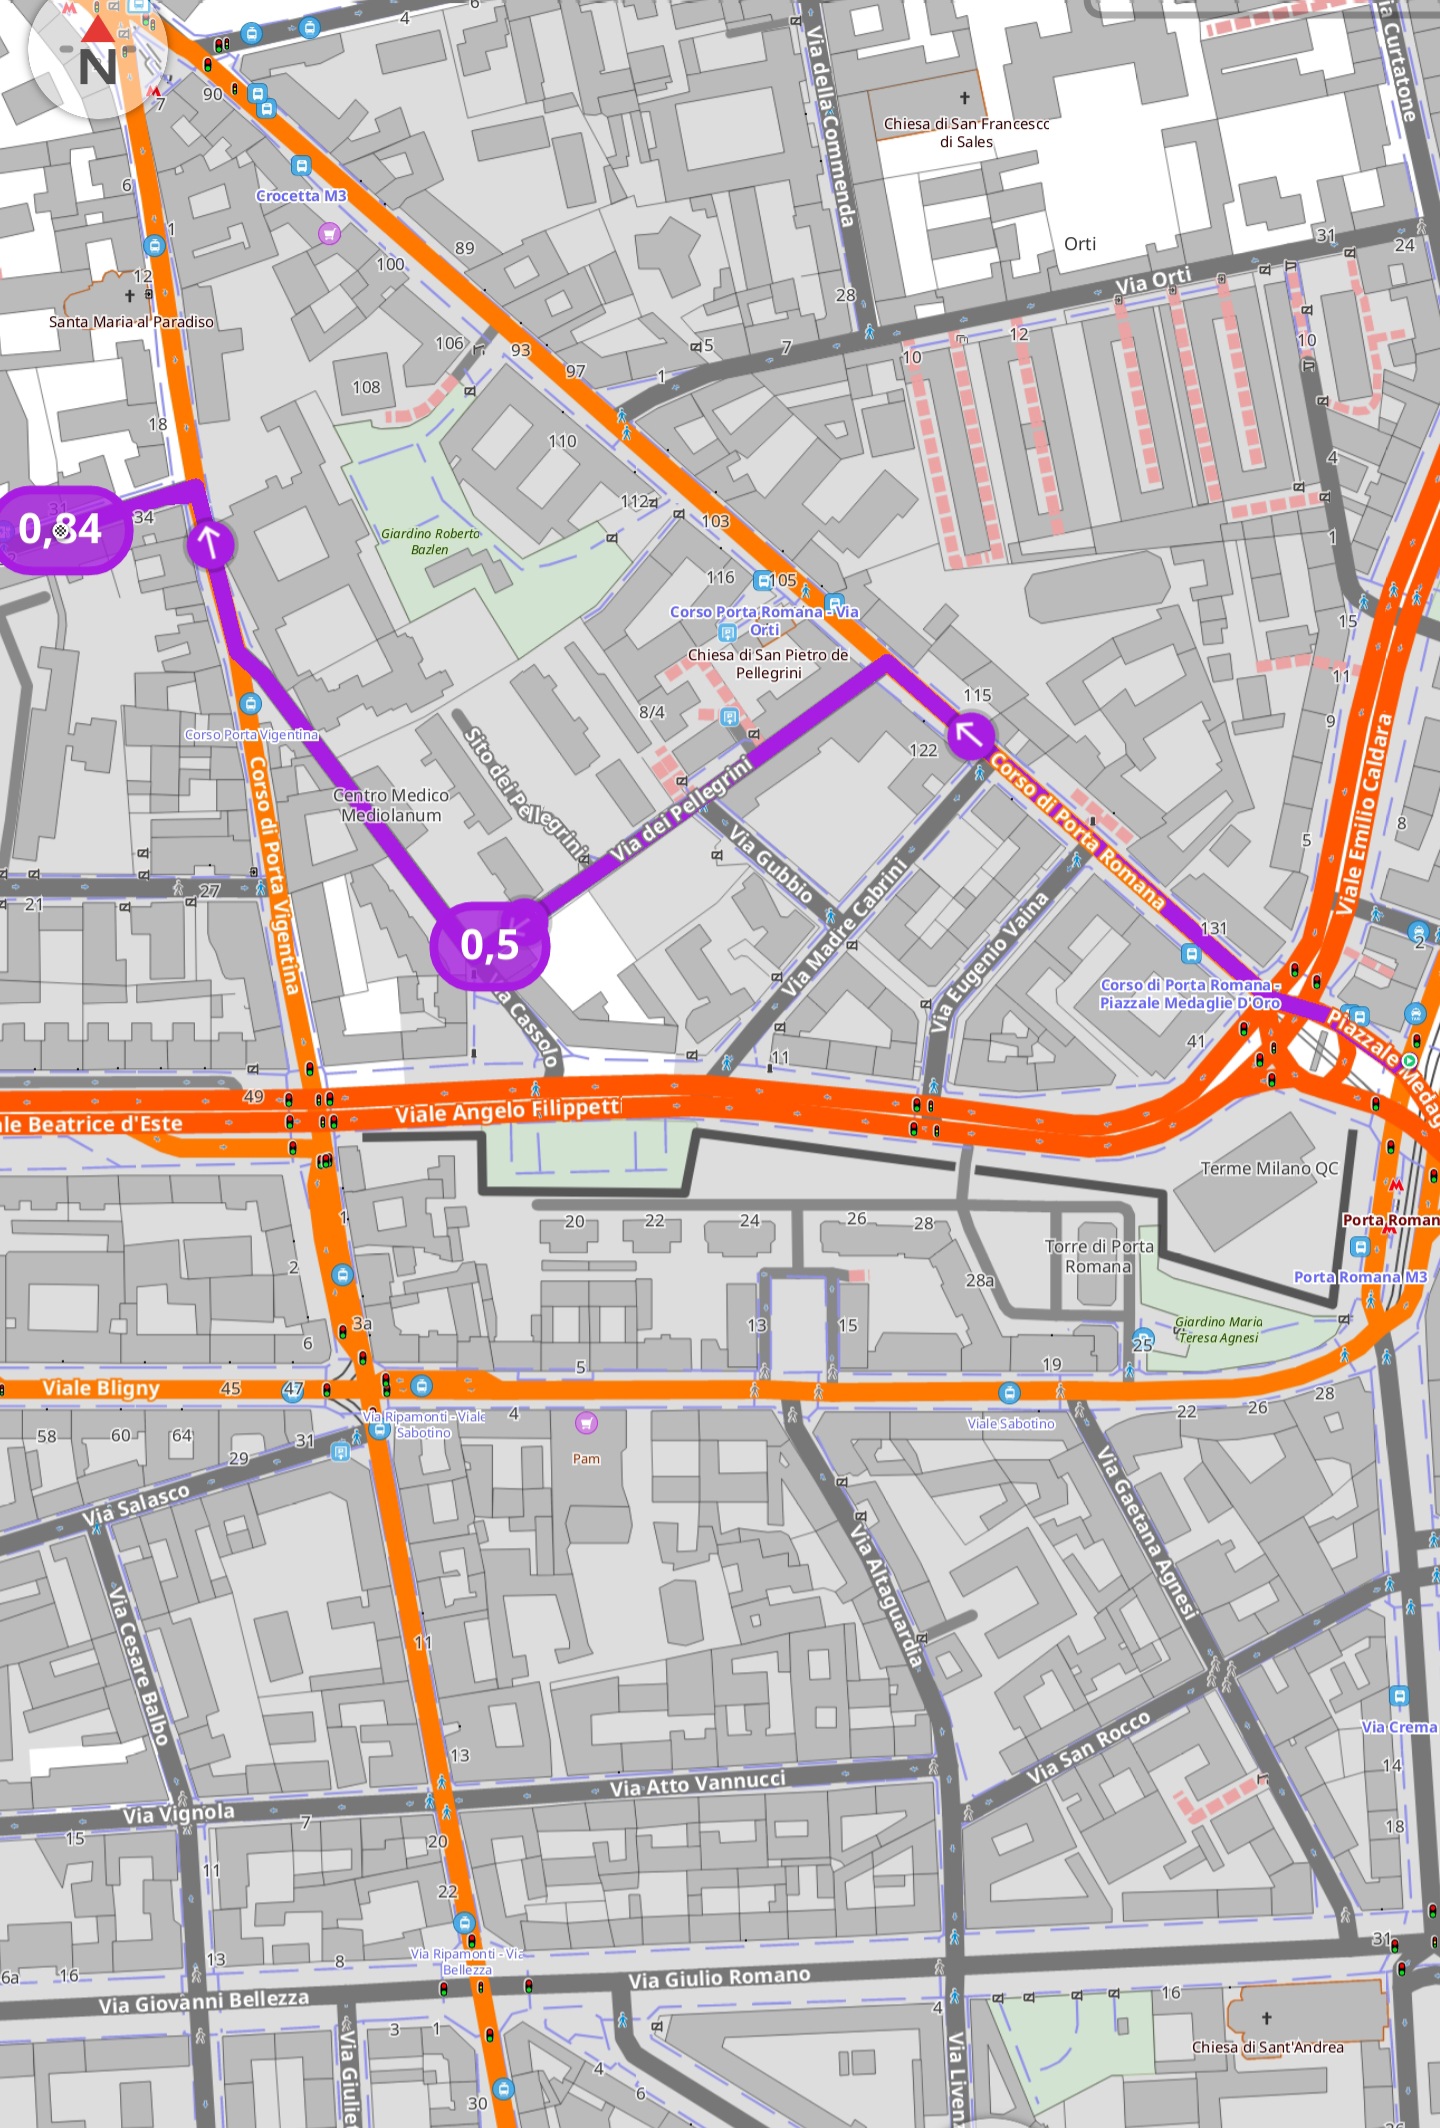 4
6
N
7
90
6
1
12
Crocetta M3
89
100
Santa Maria al Paradiso
Via della Commenda
Chiesa di San Francesco
di Sales
Via Curtatone
Orti
31
24
Via Orti
28
5
7
1
12
10
10
106
93
97
108
110
18
4
0,84
34
Giardino Roberto
Bazlen
112
103
1
116
105
Corso Porta Romana - Via
Orti
15
Chiesa di San Pietro de
Pellegrini
11
115
8/4
9
122
Corso Porta Vigentina
Sito dei Pellegrini
Centro Medico
Mediolanum
Via dei Pellegrini
Corso di Porta Romana
Viale Emilio Caldara
5
8
Via Gubbio
Via Madre Cabrini
Via Eugenio Vaina
27
21
Corso di Porta Vigentina
131
2
0,5
Corso di Porta Romana -
Piazzale Medaglie D'Oro
Cassolo
Piazzale Medag
41
11
49
Viale Angelo Filippetti
ale Beatrice d'Este
Terme Milano QC
1
20
22
24
26
28
Porta Roman
Torre di Porta
Romana
2
28a
Porta Romana M3
3a
13
15
Giardino Maria
Teresa Agnesi
6
25
5
19
Viale Bligny
45
47
28
26
22
4
Via Ripamonti - Viale
Sabotino
Viale Sabotino
58
60
64
31
29
Pam
Via Salasco
Via Altaguardia
Via Gaetana Agnesi
Via Cesare Balbo
11
Via San Rocco
Via Crema
13
14
Via Atto Vannucci
Via Vignola
7
15
18
20
11
22
31
Via Ripamonti - Via
Bellezza
13
8
6a
16
Via Giulio Romano
16
Via Giovanni Bellezza
4
3
1
Chiesa di Sant'Andrea
Via Giulie
4
6
Via Livenz
30